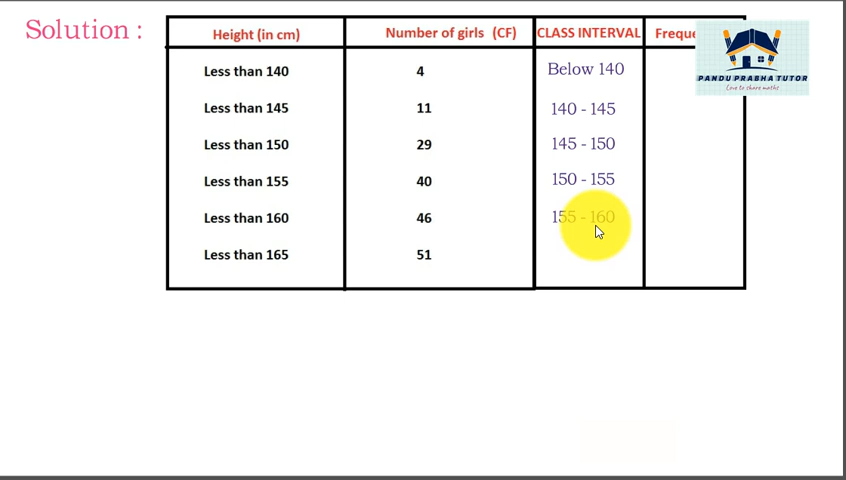 Solution :
Height (in cm) Number of girls (CF) CLASS INTERVAL
Less than 140 4 Below 140
Less than 145 11 140 - 145
Less than 150 29 145 - 150
Less than 155 40 150 - 155
Less than 160 46 155 - 160
Less than 165 51
PANDU PRABHA TUTOR
Love to share maths